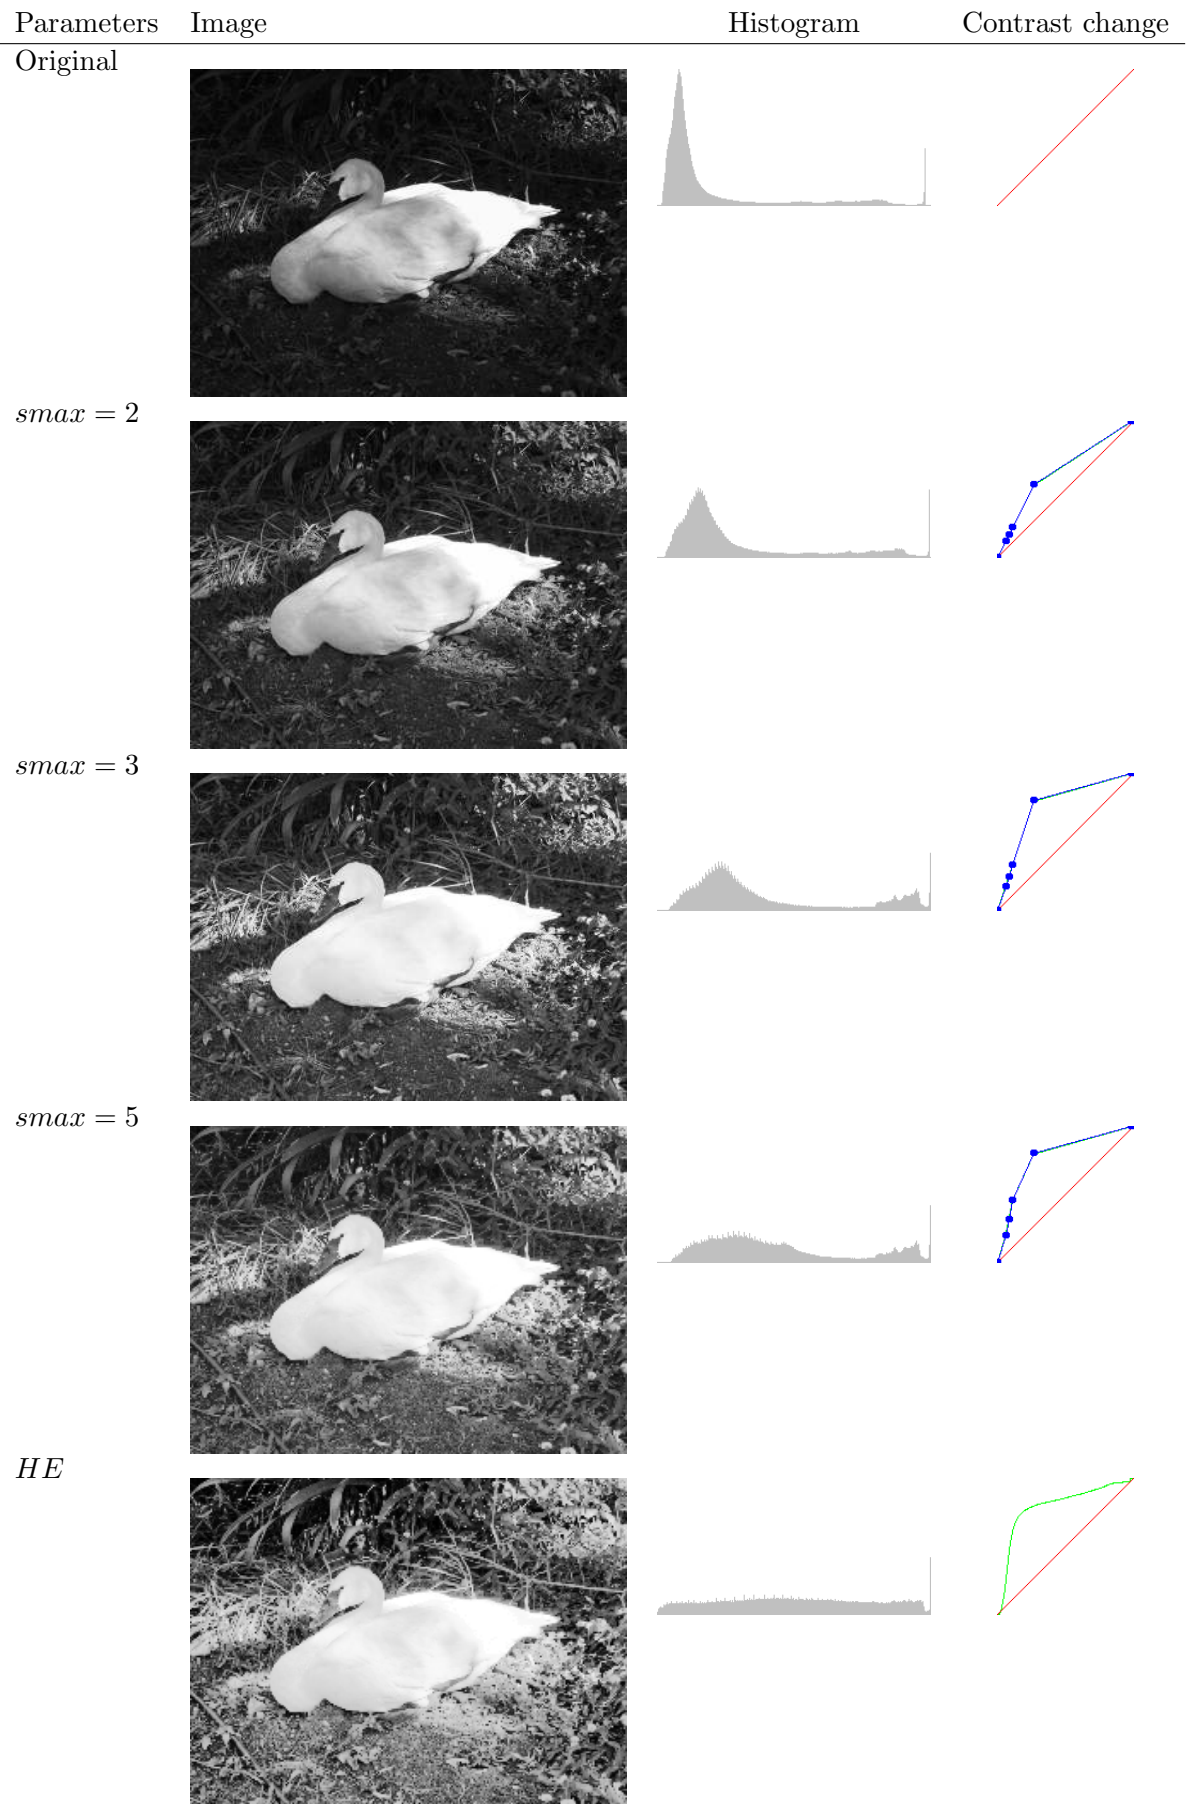 Parameters Image Histogram Contrast change
Original
smax = 2
smax = 3
smax = 5
HE